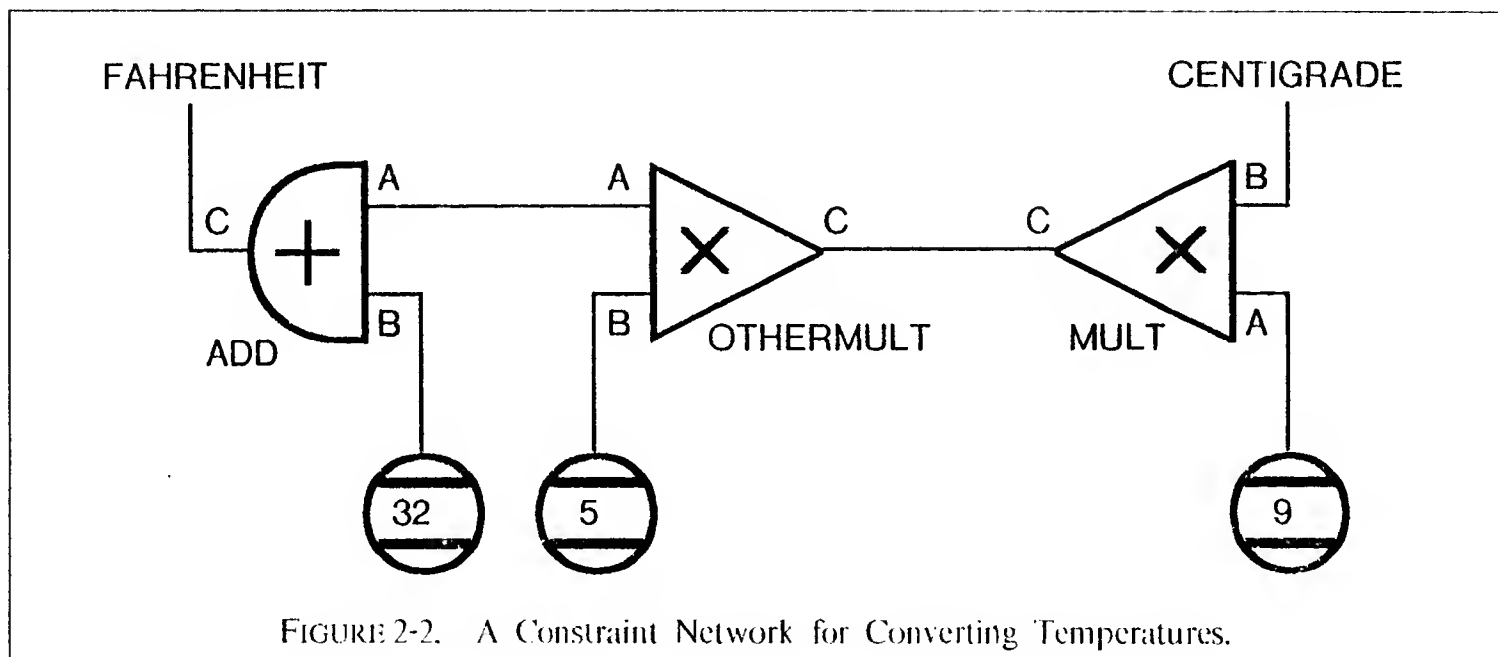 FAHRENHEIT CENTIGRADE
A A B
C C C
+ × ×
B B A
ADD OTHERMULT MULT
32 5 9
FIGURE 2-2. A Constraint Network for Converting Temperatures.